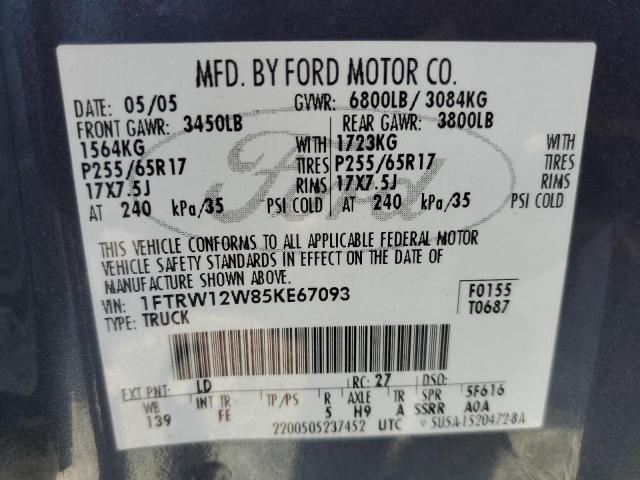 MFD. BY FORD MOTOR CO.
DATE: 05/05 GVWR: 6800LB/ 3084KG
FRONT GAWR: 3450LB REAR GAWR: 3800LB
1564KG WITH 1723KG WITH
P255/65R17 TIRES P255/65R17 TIRES
17X7.5J RIMS 17X7.5J RIMS
AT 240 kPa/35 PSI COLD AT 240 kPa/35 PSI COLD
Ford
THIS VEHICLE CONFORMS TO ALL APPLICABLE FEDERAL MOTOR
VEHICLE SAFETY STANDARDS IN EFFECT ON THE DATE OF
MANUFACTURE SHOWN ABOVE.
VIN: 1FTRW12W85KE67093 F0155
TYPE: TRUCK T0687
EXT PNT: LD RC: 27 DSO:
WB INT TR TP/PS R AXLE TR SPR 5F616
139 FE 5 H9 A SSRR AOA
2200505237452 UTC 5U5A-1520472-BA